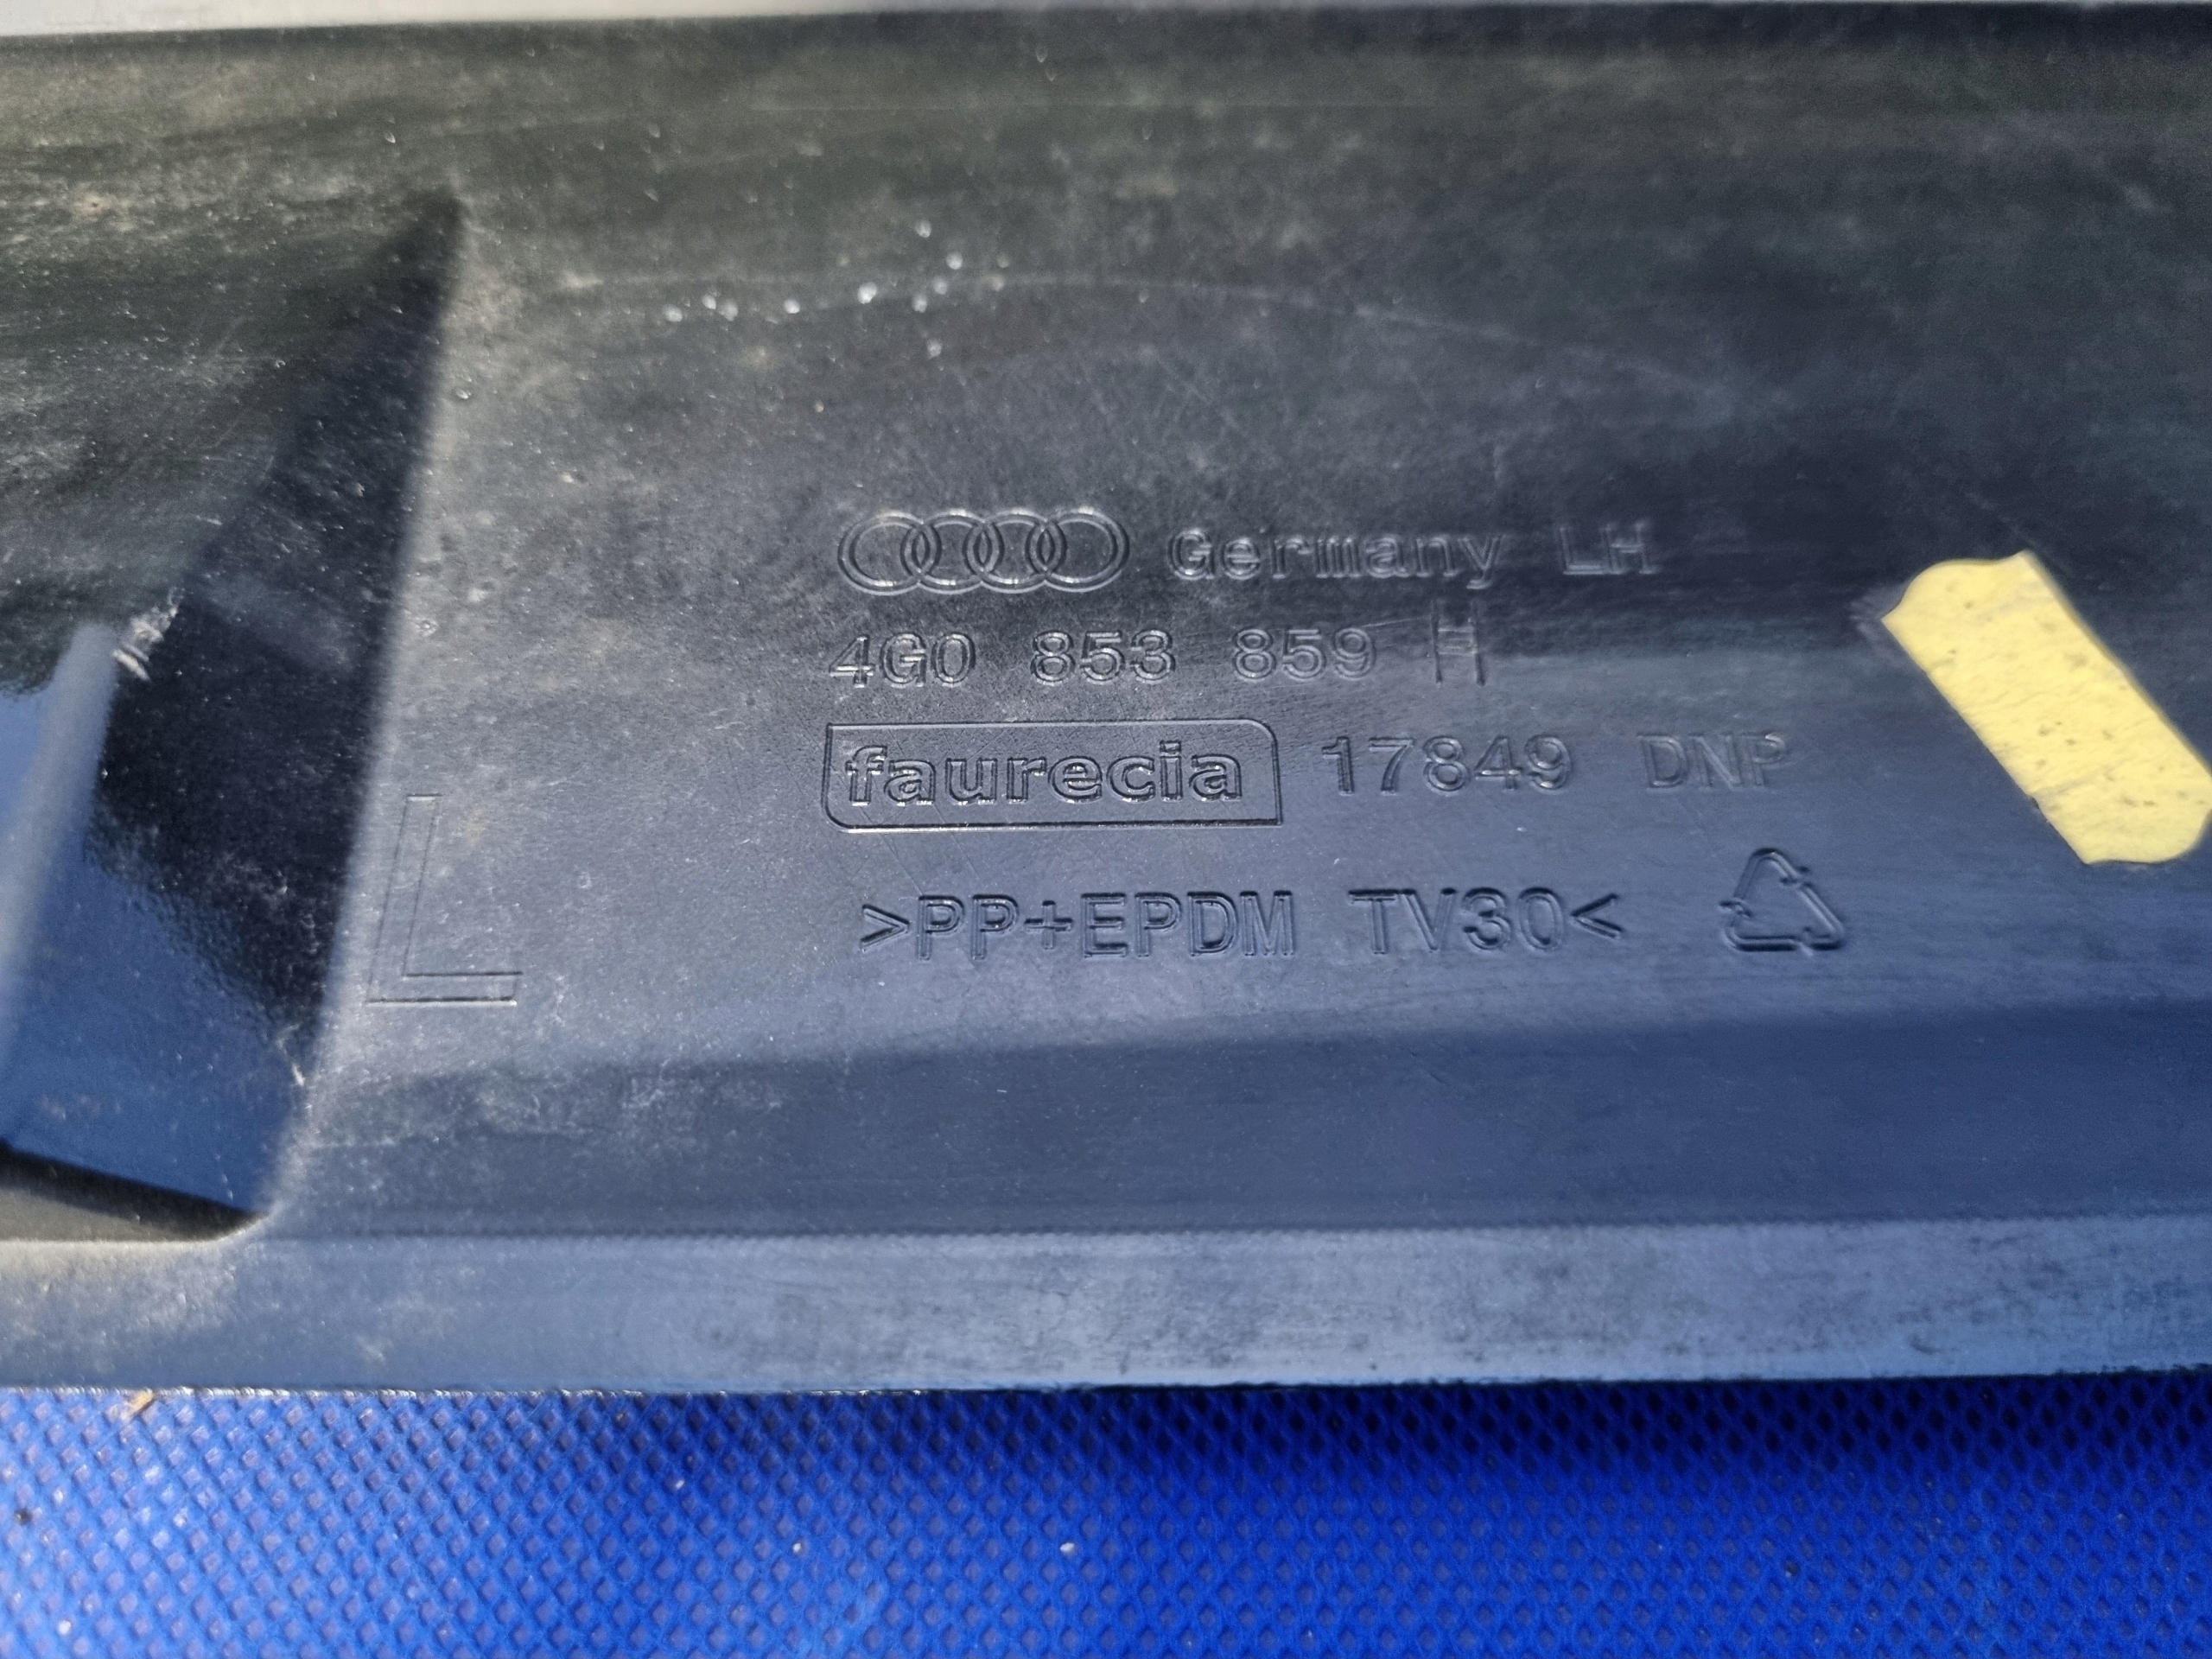 Germany LH
4G0 853 859 H
faurecia 17849 DNP
>PP+EPDM TV30<
L